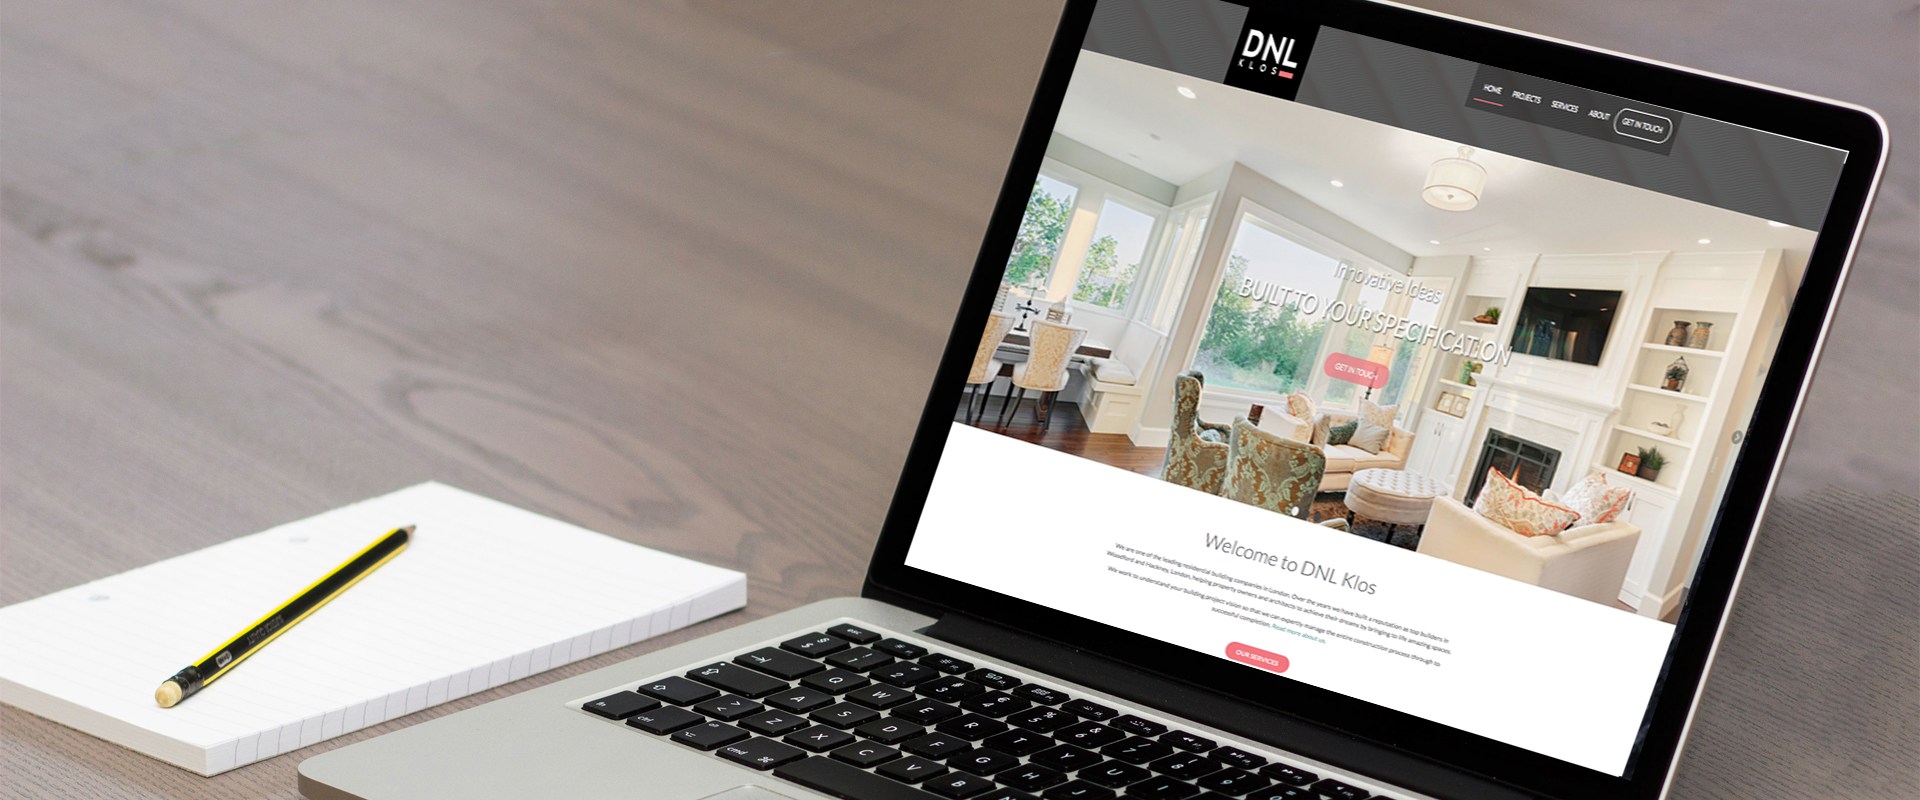 DNL
KLOS
HOME
PROJECTS
SERVICES
ABOUT
GET IN TOUCH
Innovative Ideas
BUILT TO YOUR SPECIFICATION
GET IN TOUCH
Welcome to DNL Klos
We are one of the leading residential building companies in London. Over the years we have built a reputation as top builders in
Woodford and Hackney, London, helping property owners and architects to achieve their dreams by bringing to life amazing spaces.
We work to understand your building project vision so that we can expertly manage the entire construction process through to
successful completion. Read more about us.
OUR SERVICES
esc
Q W E R T Y U
A S D F G H J
Z X C V B N
fn
ctrl
cmd